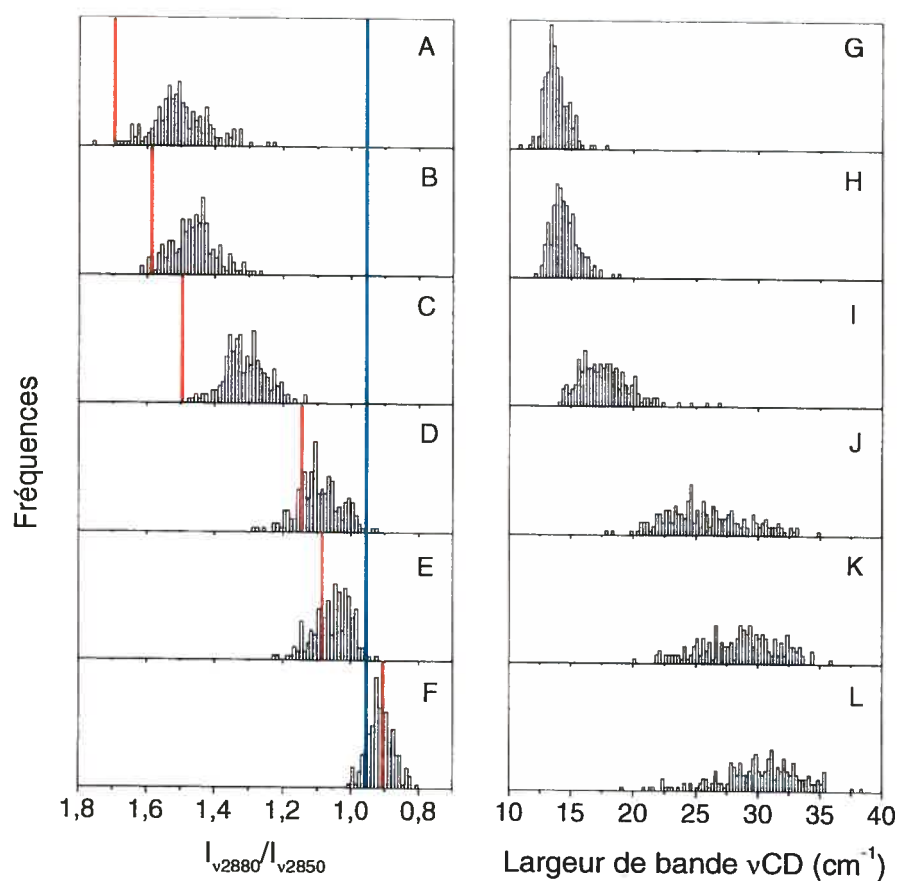 A
B
C
D
E
F
G
H
I
J
K
L
Fréquences
1,8 1,6 1,4 1,2 1,0 0,8
10 15 20 25 30 35 40
Iν2880/Iν2850
Largeur de bande νCD (cm⁻¹)